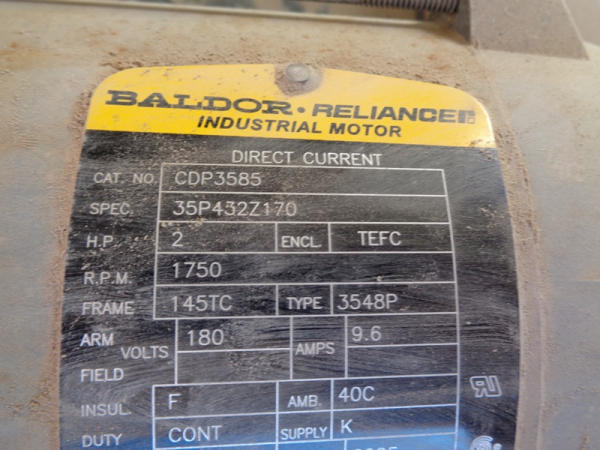 BALDOR • RELIANCE
INDUSTRIAL MOTOR
DIRECT CURRENT
CAT. NO. CDP3585
SPEC. 35P432Z170
H.P. 2 ENCL. TEFC
R.P.M. 1750
FRAME 145TC TYPE 3548P
ARM VOLTS 180 AMPS 9.6
FIELD
INSUL. F AMB. 40C
DUTY CONT SUPPLY K